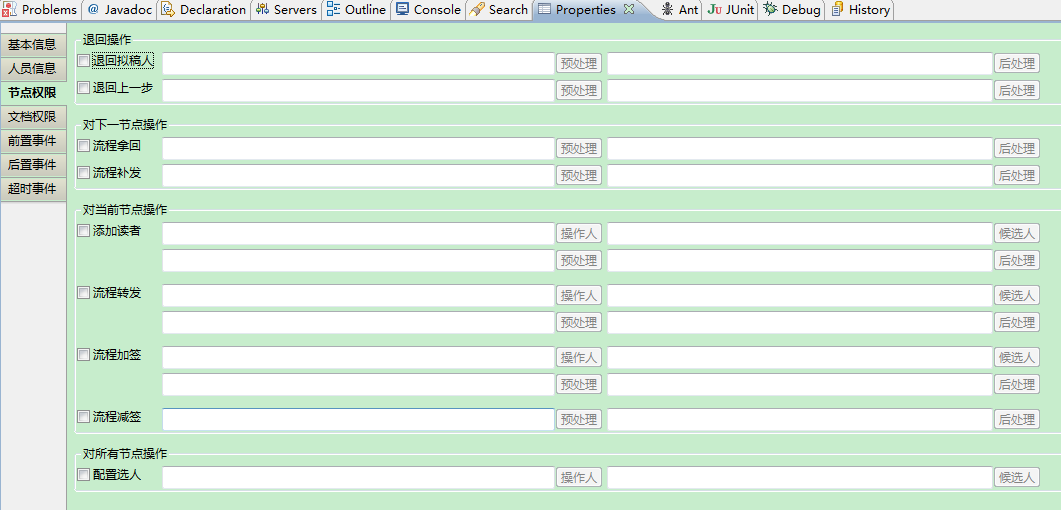 Problems @ Javadoc Declaration Servers Outline Console Search Properties Ant JU JUnit Debug History
基本信息
人员信息
节点权限
文档权限
前置事件
后置事件
超时事件
退回操作
退回拟稿人 预处理 后处理
退回上一步 预处理 后处理
对下一节点操作
流程拿回 预处理 后处理
流程补发 预处理 后处理
对当前节点操作
添加读者 操作人 候选人
预处理 后处理
流程转发 操作人 候选人
预处理 后处理
流程加签 操作人 候选人
预处理 后处理
流程减签 预处理 后处理
对所有节点操作
配置选人 操作人 候选人